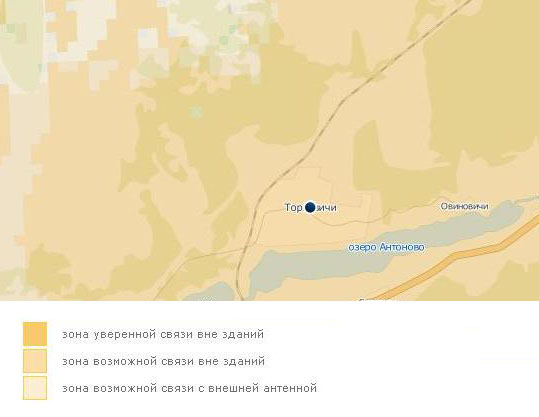 Овиновичи
озеро Антоново
зона уверенной связи вне зданий
зона возможной связи вне зданий
зона возможной связи с внешней антенной